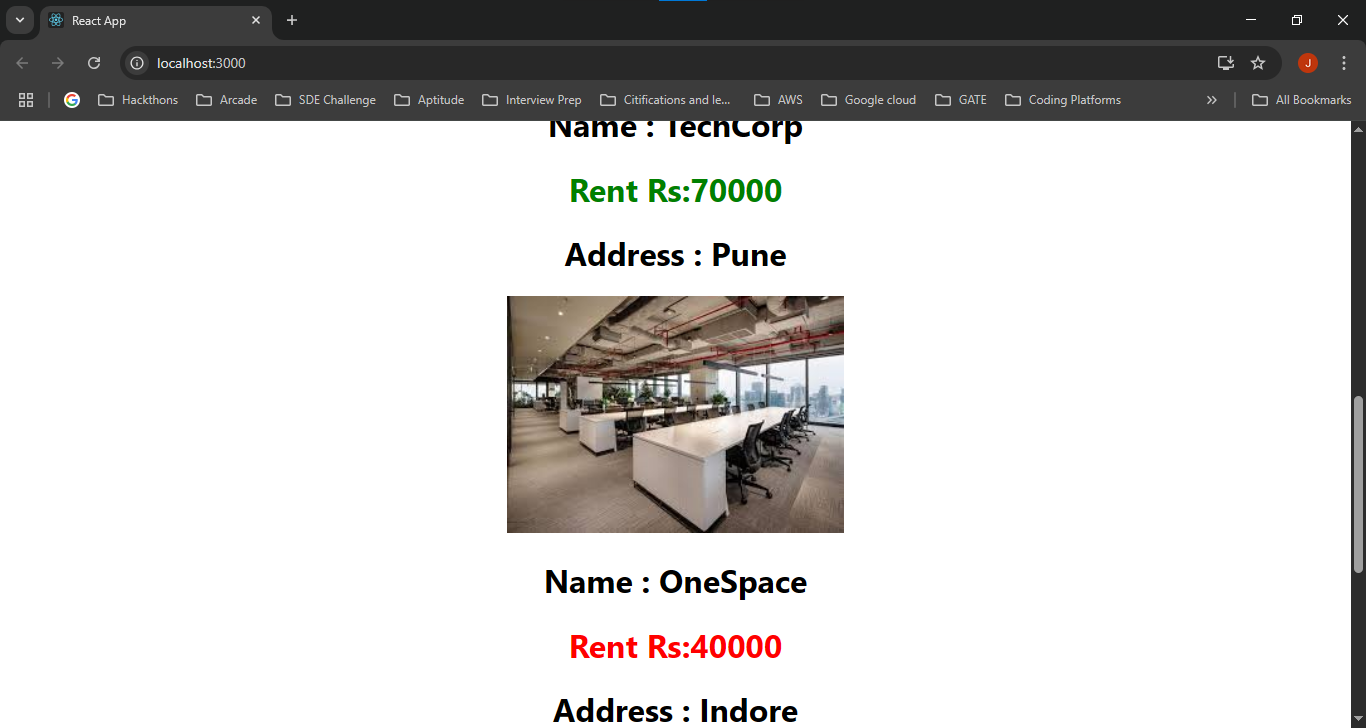 React App
localhost:3000
J
Hackthons
Arcade
SDE Challenge
Aptitude
Interview Prep
Citifications and le...
AWS
Google cloud
GATE
Coding Platforms
All Bookmarks
Name : TechCorp
Rent Rs:70000
Address : Pune
Name : OneSpace
Rent Rs:40000
Address : Indore